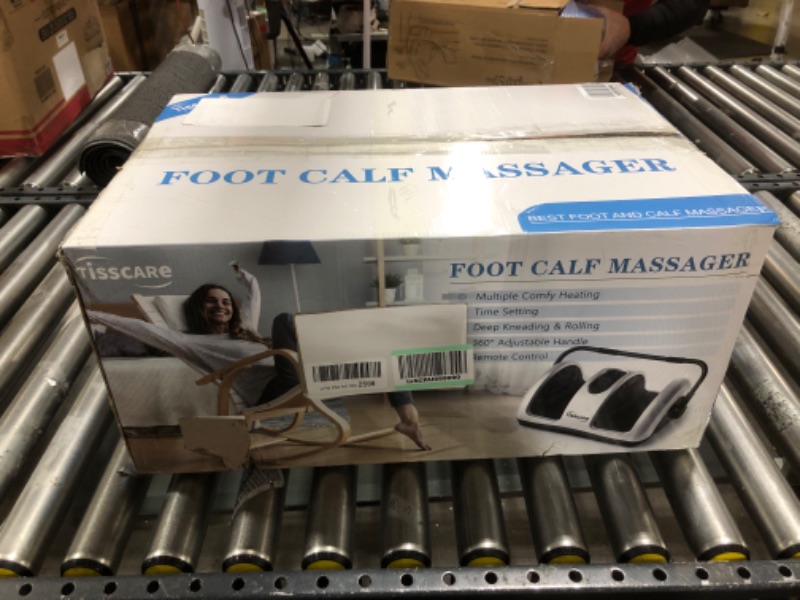 FOOT CALF MASSAGER
BEST FOOT AND CALF MASSAGER
TISSCARE
FOOT CALF MASSAGER
Multiple Comfy Heating
Time Setting
Deep Kneading & Rolling
360° Adjustable Handle
Remote Control